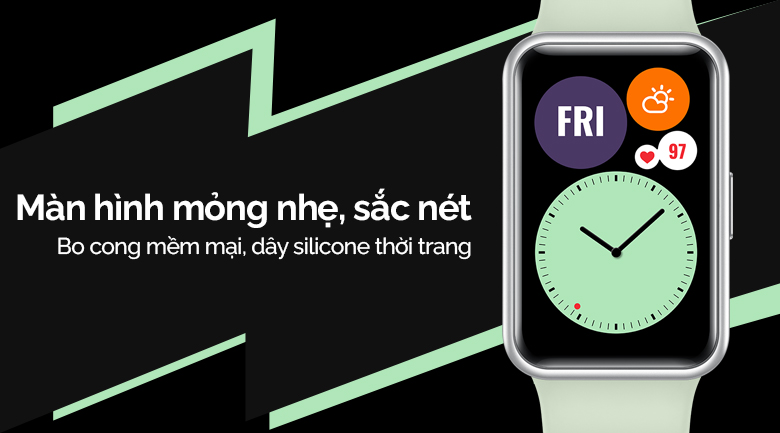 Màn hình mỏng nhẹ, sắc nét
Bo cong mềm mại, dây silicone thời trang
FRI
97